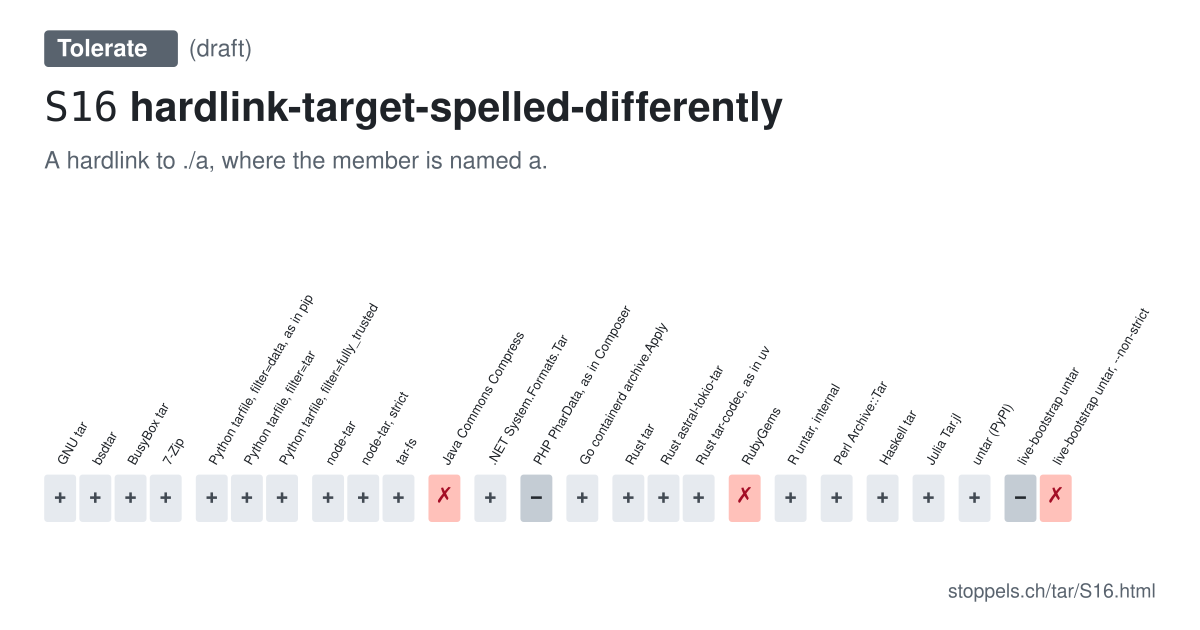 Tolerate (draft)
S16 hardlink-target-spelled-differently
A hardlink to ./a, where the member is named a.
GNU tar
bsdtar
BusyBox tar
7-Zip
Python tarfile, filter=data, as in pip
Python tarfile, filter=tar
Python tarfile, filter=fully_trusted
node-tar
node-tar, strict
tar-fs
Java Commons Compress
.NET System.Formats.Tar
PHP PharData, as in Composer
Go containerd archive.Apply
Rust tar
Rust astral-tokio-tar
Rust tar-codec, as in uv
RubyGems
R untar, internal
Perl Archive::Tar
Haskell tar
Julia Tar.jl
untar (PyPI)
live-bootstrap untar
live-bootstrap untar, --non-strict
+ + + + + + + + + + ✗ + − + + + + ✗ + + + + + − ✗
stoppels.ch/tar/S16.html